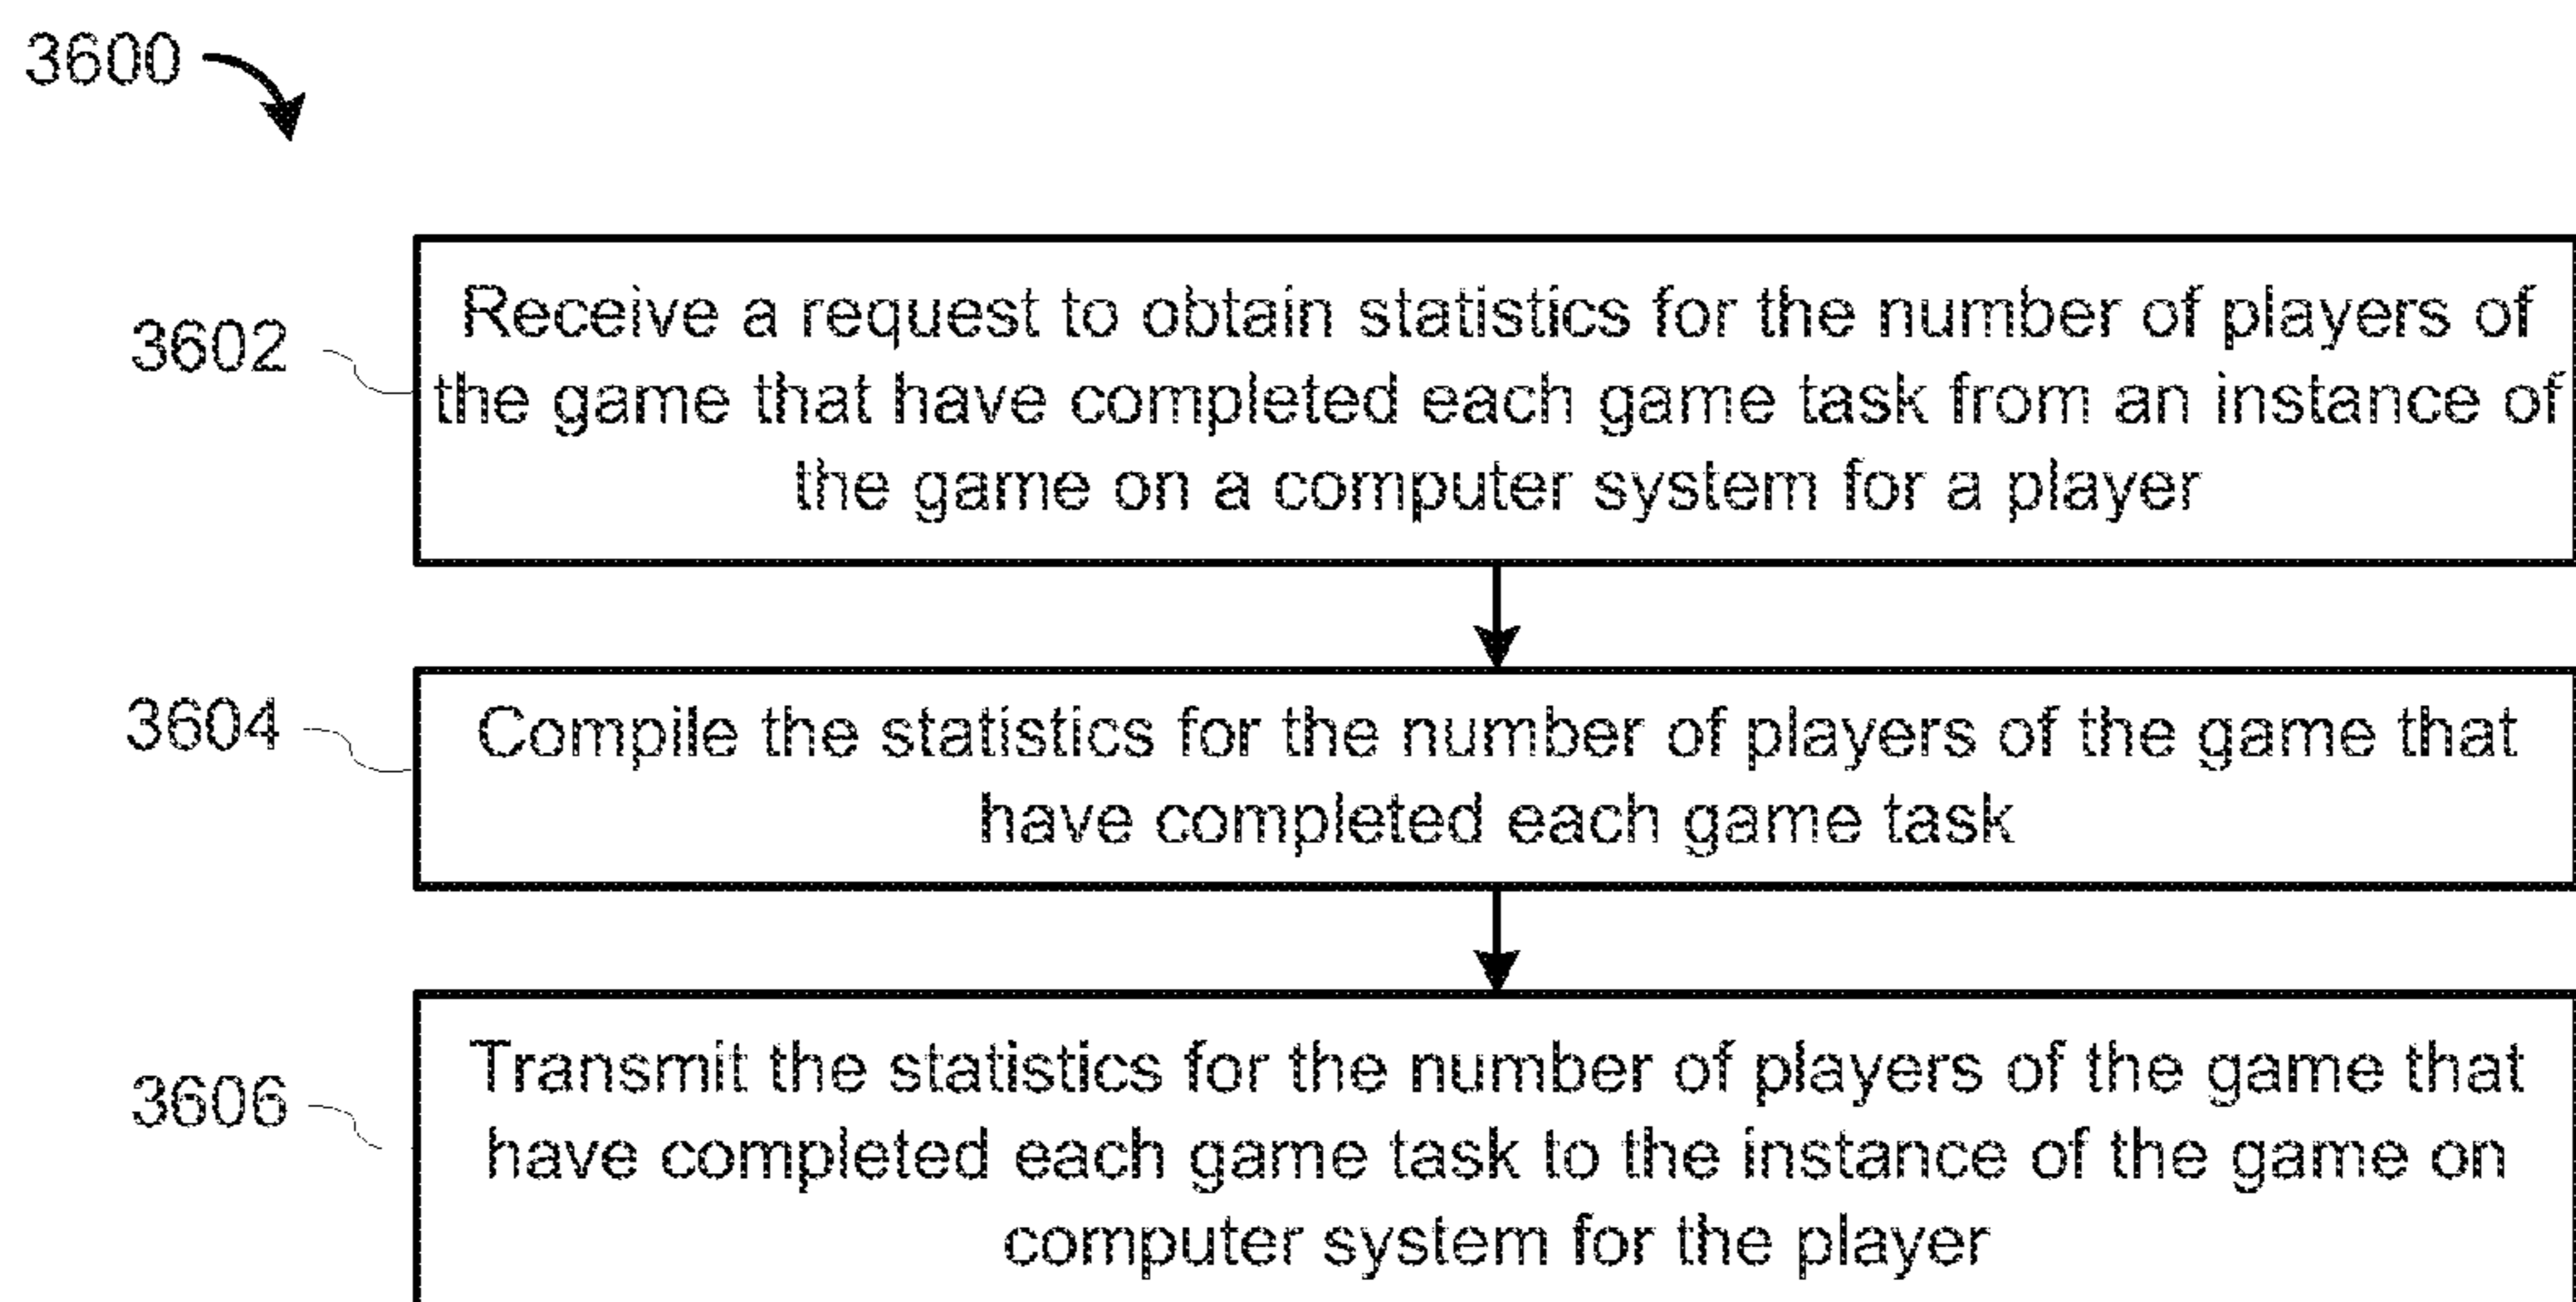 3600
3602
Receive a request to obtain statistics for the number of players of
the game that have completed each game task from an instance of
the game on a computer system for a player
3604
Compile the statistics for the number of players of the game that
have completed each game task
3606
Transmit the statistics for the number of players of the game that
have completed each game task to the instance of the game on
computer system for the player